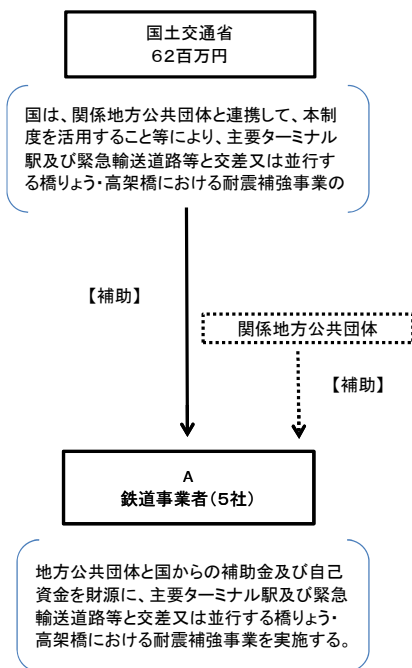 国土交通省
62百万円
国は、関係地方公共団体と連携して、本制
度を活用すること等により、主要ターミナル
駅及び緊急輸送道路等と交差又は並行す
る橋りょう・高架橋における耐震補強事業の
【補助】
関係地方公共団体
【補助】
A
鉄道事業者(5社)
地方公共団体と国からの補助金及び自己
資金を財源に、主要ターミナル駅及び緊急
輸送道路等と交差又は並行する橋りょう・
高架橋における耐震補強事業を実施する。